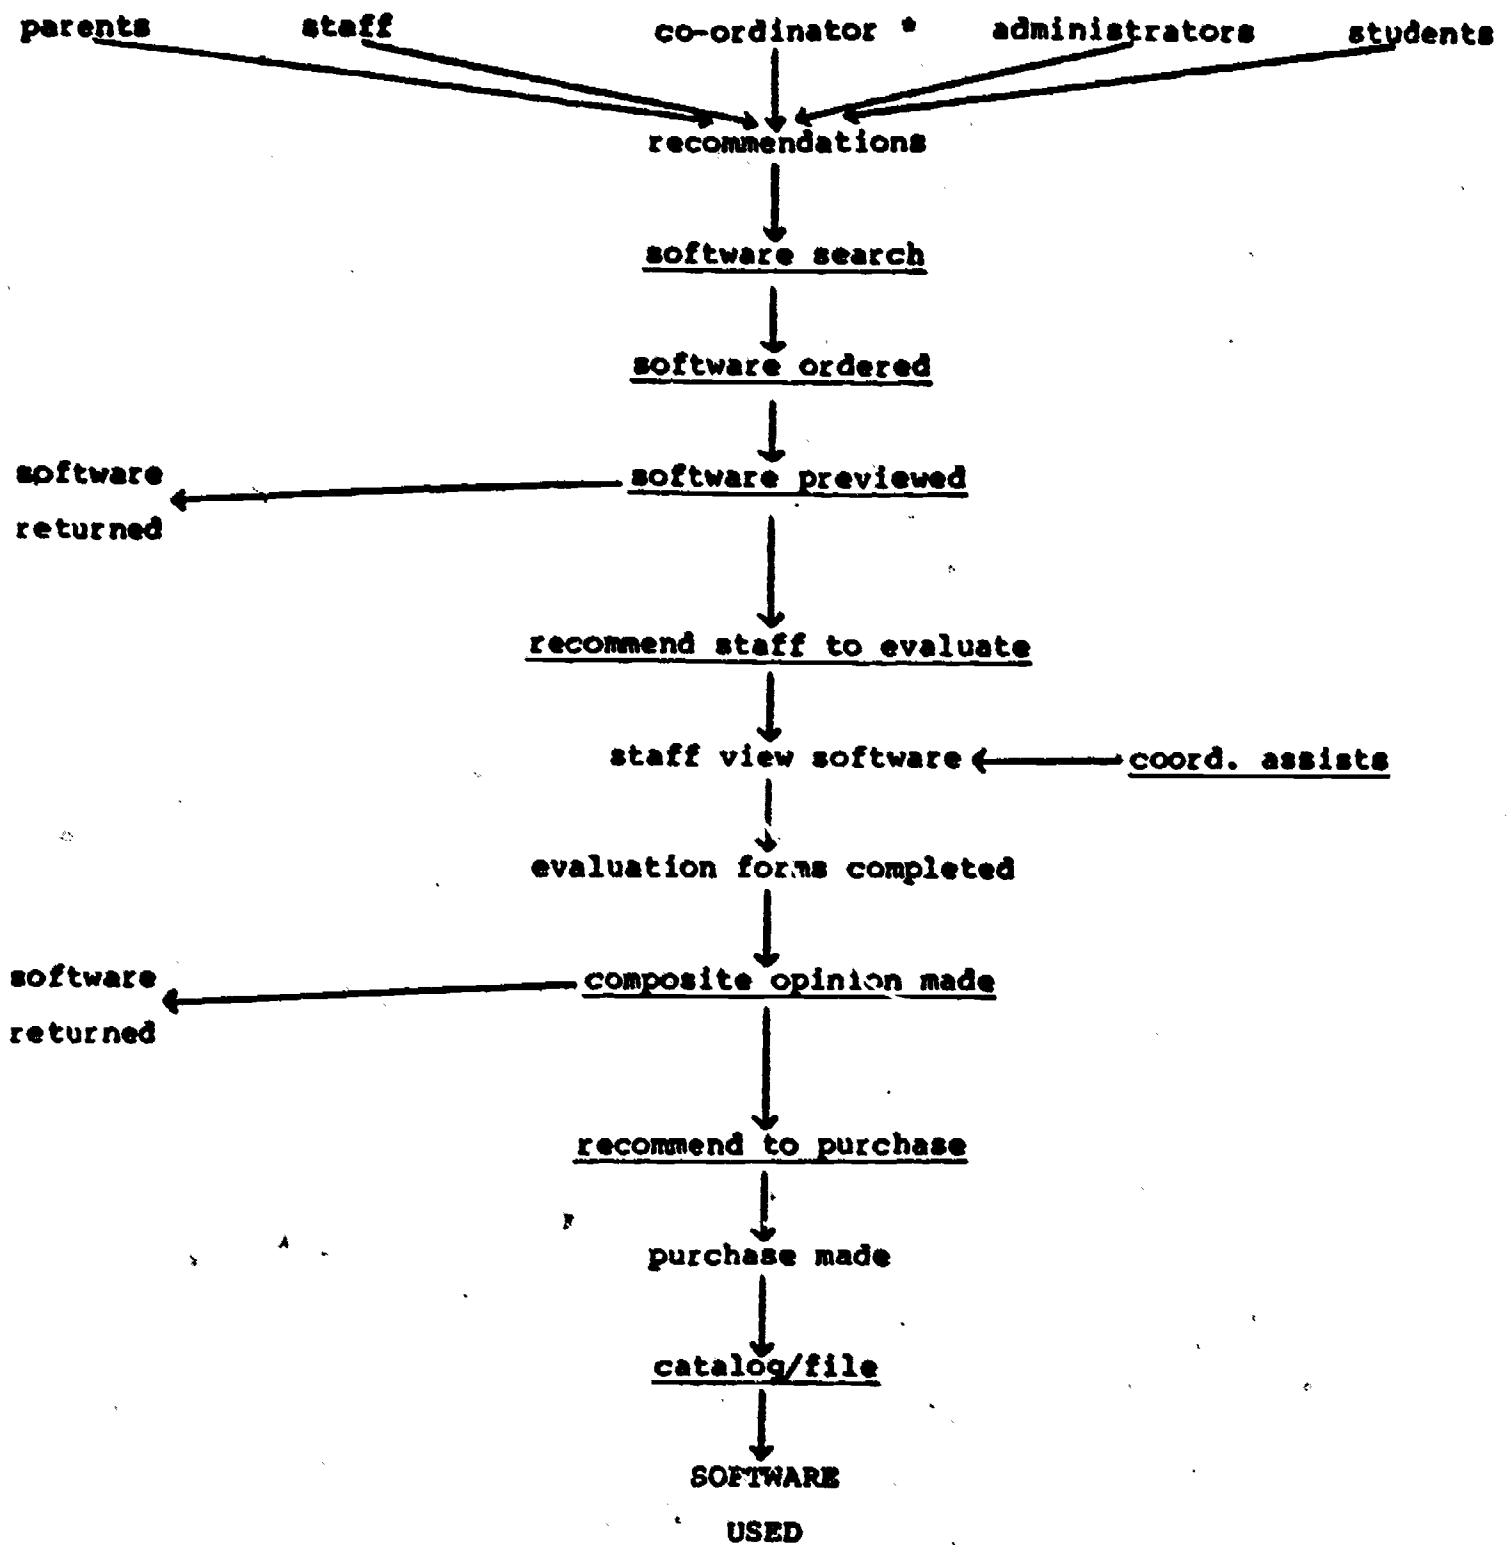 parents staff co-ordinator * administrators students
recommendations
software search
software ordered
software previewed
software
returned
recommend staff to evaluate
staff view software coord. assists
evaluation forms completed
software
returned
composite opinion made
recommend to purchase
purchase made
catalog/file
SOFTWARE
USED